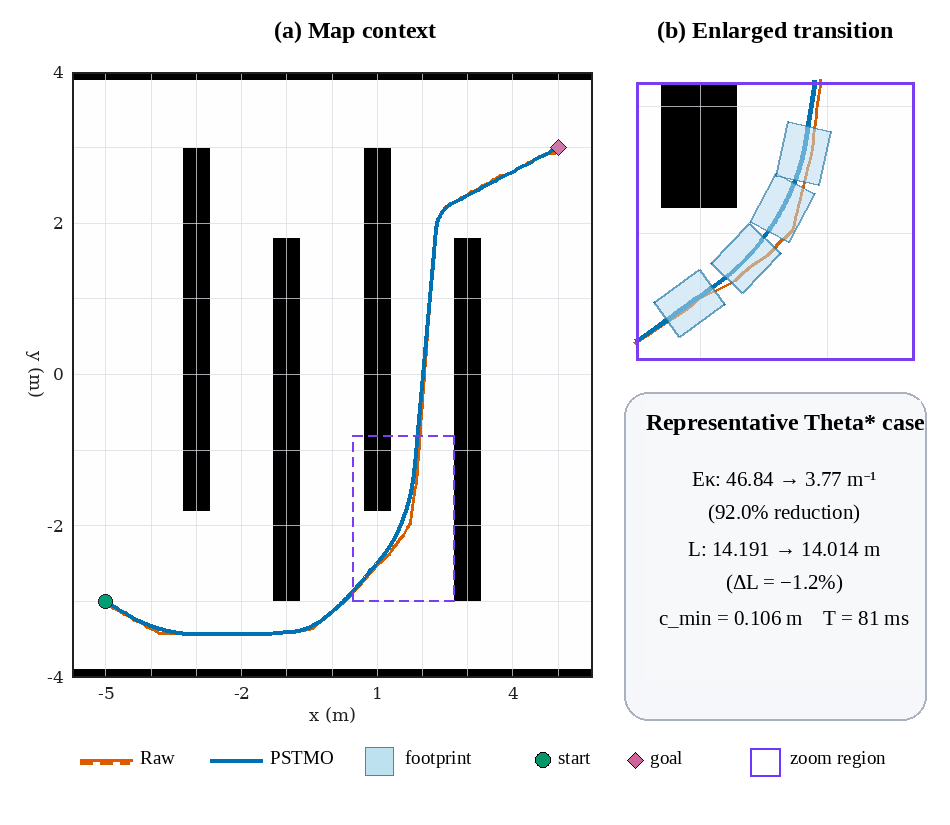 (a) Map context
(b) Enlarged transition
4
2
0
-2
-4
y (m)
-5
-2
1
4
x (m)
Representative Theta* case
Eκ: 46.84 → 3.77 m⁻¹
(92.0% reduction)
L: 14.191 → 14.014 m
(ΔL = −1.2%)
c_min = 0.106 m T = 81 ms
Raw
PSTMO
footprint
start
goal
zoom region